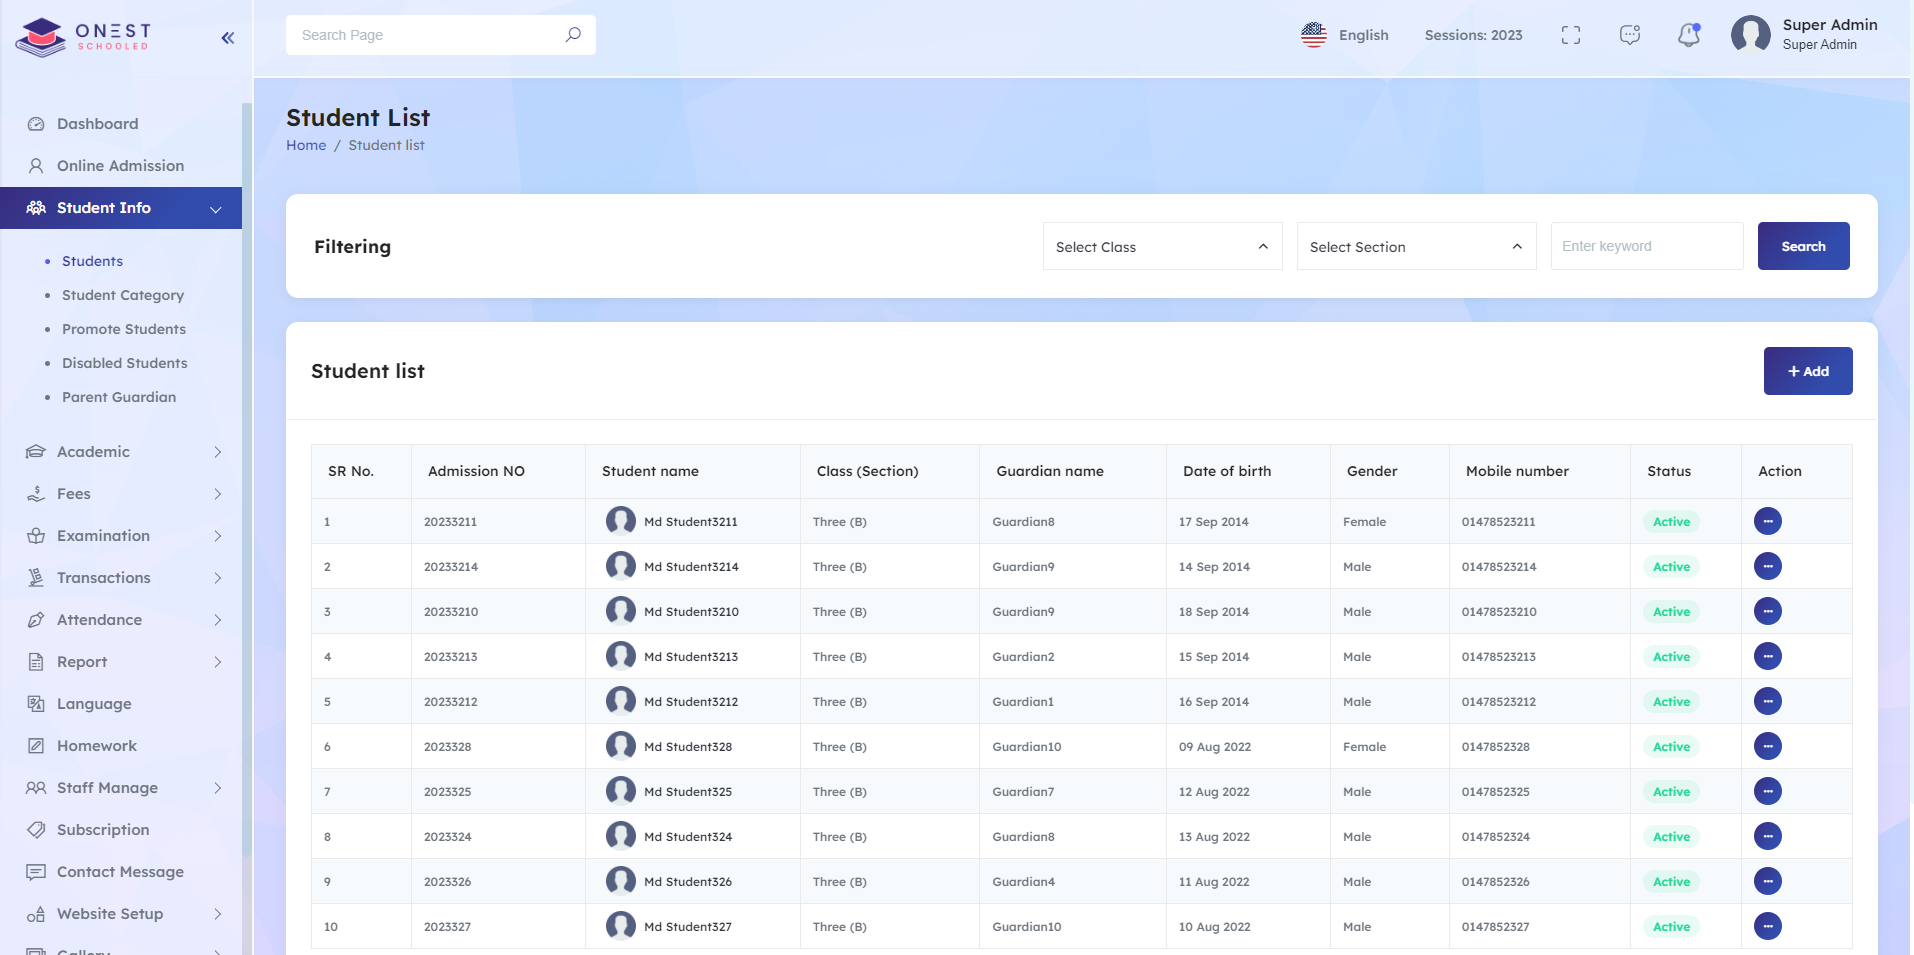 ONEST
SCHOOLED
Search Page
English
Sessions: 2023
Super Admin
Super Admin
Dashboard
Online Admission
Student Info
Students
Student Category
Promote Students
Disabled Students
Parent Guardian
Academic
Fees
Examination
Transactions
Attendance
Report
Language
Homework
Staff Manage
Subscription
Contact Message
Website Setup
Gallery
Student List
Home / Student list
Filtering
Select Class
Select Section
Enter keyword
Search
Student list
+ Add
SR No. Admission NO Student name Class (Section) Guardian name Date of birth Gender Mobile number Status Action
1 20233211 Md Student3211 Three (B) Guardian8 17 Sep 2014 Female 01478523211 Active
2 20233214 Md Student3214 Three (B) Guardian9 14 Sep 2014 Male 01478523214 Active
3 20233210 Md Student3210 Three (B) Guardian9 18 Sep 2014 Male 01478523210 Active
4 20233213 Md Student3213 Three (B) Guardian2 15 Sep 2014 Male 01478523213 Active
5 20233212 Md Student3212 Three (B) Guardian1 16 Sep 2014 Male 01478523212 Active
6 2023328 Md Student328 Three (B) Guardian10 09 Aug 2022 Female 0147852328 Active
7 2023325 Md Student325 Three (B) Guardian7 12 Aug 2022 Male 0147852325 Active
8 2023324 Md Student324 Three (B) Guardian8 13 Aug 2022 Male 0147852324 Active
9 2023326 Md Student326 Three (B) Guardian4 11 Aug 2022 Male 0147852326 Active
10 2023327 Md Student327 Three (B) Guardian10 10 Aug 2022 Male 0147852327 Active